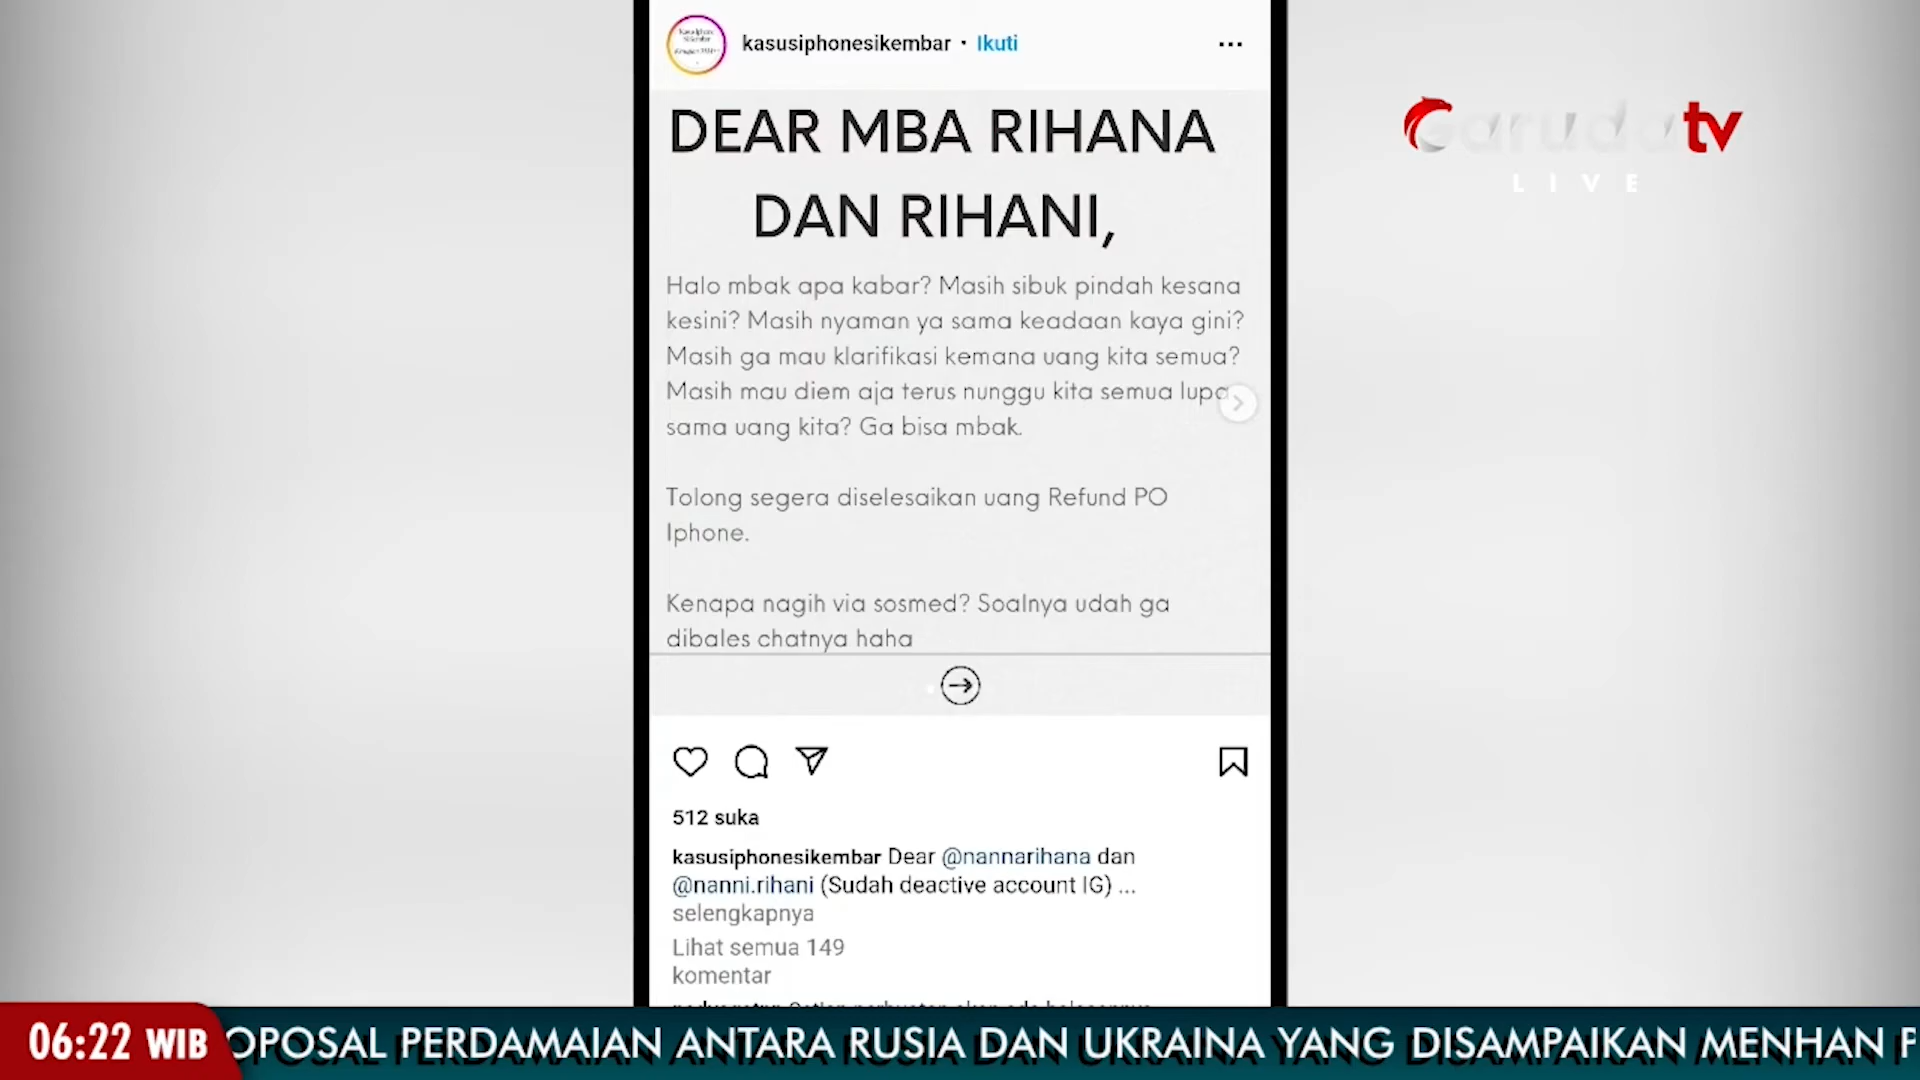 kasusiphonesikembar • Ikuti
DEAR MBA RIHANA
DAN RIHANI,
Halo mbak apa kabar? Masih sibuk pindah kesana
kesini? Masih nyaman ya sama keadaan kaya gini?
Masih ga mau klarifikasi kemana uang kita semua?
Masih mau diem aja terus nunggu kita semua lupa
sama uang kita? Ga bisa mbak.
Tolong segera diselesaikan uang Refund PO
Iphone.
Kenapa nagih via sosmed? Soalnya udah ga
dibales chatnya haha
512 suka
kasusiphonesikembar Dear @nannarihana dan
@nanni.rihani (Sudah deactive account IG) ...
selengkapnya
Lihat semua 149
komentar
Garuda tv
LIVE
06:22 WIB
OPOSAL PERDAMAIAN ANTARA RUSIA DAN UKRAINA YANG DISAMPAIKAN MENHAN